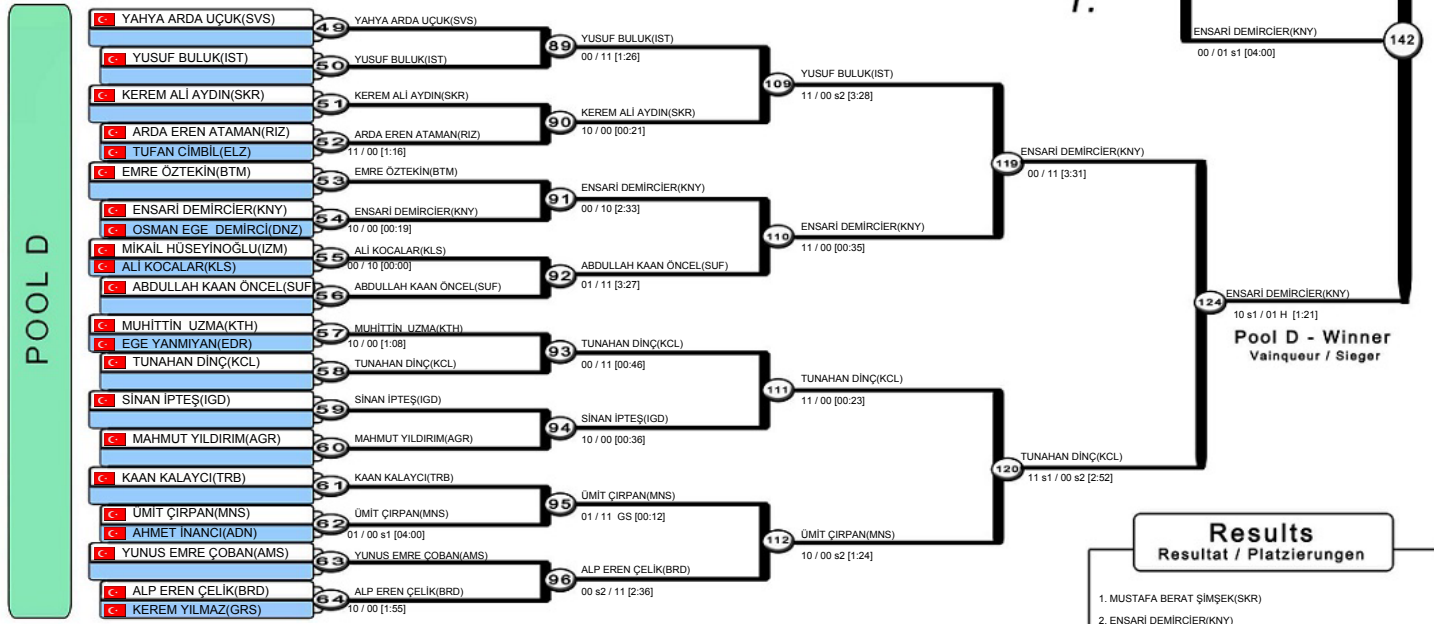 POOL D
YAHYA ARDA UÇUK(SVS)
YUSUF BULUK(IST)
KEREM ALİ AYDIN(SKR)
ARDA EREN ATAMAN(RIZ)
TUFAN CİMBİL(ELZ)
EMRE ÖZTEKİN(BTM)
ENSARİ DEMİRCİER(KNY)
OSMAN EGE DEMİRCİ(DNZ)
MİKAİL HÜSEYİNOĞLU(IZM)
ALİ KOCALAR(KLS)
ABDULLAH KAAN ÖNCEL(SUF
MUHİTTİN UZMA(KTH)
EGE YANMIYAN(EDR)
TUNAHAN DİNÇ(KCL)
SİNAN İPTEŞ(IGD)
MAHMUT YILDIRIM(AGR)
KAAN KALAYCI(TRB)
ÜMİT ÇIRPAN(MNS)
AHMET İNANCI(ADN)
YUNUS EMRE ÇOBAN(AMS)
ALP EREN ÇELİK(BRD)
KEREM YILMAZ(GRS)
49 YAHYA ARDA UÇUK(SVS)
50 YUSUF BULUK(IST)
51 KEREM ALİ AYDIN(SKR)
52 ARDA EREN ATAMAN(RIZ)
11 / 00 [1:16]
53 EMRE ÖZTEKİN(BTM)
54 ENSARİ DEMİRCİER(KNY)
10 / 00 [00:19]
55 ALİ KOCALAR(KLS)
00 / 10 [00:00]
56 ABDULLAH KAAN ÖNCEL(SUF)
57 MUHİTTİN UZMA(KTH)
10 / 00 [1:08]
58 TUNAHAN DİNÇ(KCL)
59 SİNAN İPTEŞ(IGD)
60 MAHMUT YILDIRIM(AGR)
61 KAAN KALAYCI(TRB)
62 ÜMİT ÇIRPAN(MNS)
01 / 00 s1 [04:00]
63 YUNUS EMRE ÇOBAN(AMS)
64 ALP EREN ÇELİK(BRD)
10 / 00 [1:55]
89 YUSUF BULUK(IST)
00 / 11 [1:26]
90 KEREM ALİ AYDIN(SKR)
10 / 00 [00:21]
91 ENSARİ DEMİRCİER(KNY)
00 / 10 [2:33]
92 ABDULLAH KAAN ÖNCEL(SUF)
01 / 11 [3:27]
93 TUNAHAN DİNÇ(KCL)
00 / 11 [00:46]
94 SİNAN İPTEŞ(IGD)
10 / 00 [00:36]
95 ÜMİT ÇIRPAN(MNS)
01 / 11 GS [00:12]
96 ALP EREN ÇELİK(BRD)
00 s2 / 11 [2:36]
109 YUSUF BULUK(IST)
11 / 00 s2 [3:28]
110 ENSARİ DEMİRCİER(KNY)
11 / 00 [00:35]
111 TUNAHAN DİNÇ(KCL)
11 / 00 [00:23]
112 ÜMİT ÇIRPAN(MNS)
10 / 00 s2 [1:24]
119 ENSARİ DEMİRCİER(KNY)
00 / 11 [3:31]
120 TUNAHAN DİNÇ(KCL)
11 s1 / 00 s2 [2:52]
124 ENSARİ DEMİRCİER(KNY)
10 s1 / 01 H [1:21]
Pool D - Winner
Vainqueur / Sieger
ENSARİ DEMİRCİER(KNY)
00 / 01 s1 [04:00]
142
Results
Resultat / Platzierungen
1. MUSTAFA BERAT ŞİMŞEK(SKR)
2. ENSARİ DEMİRCİER(KNY)